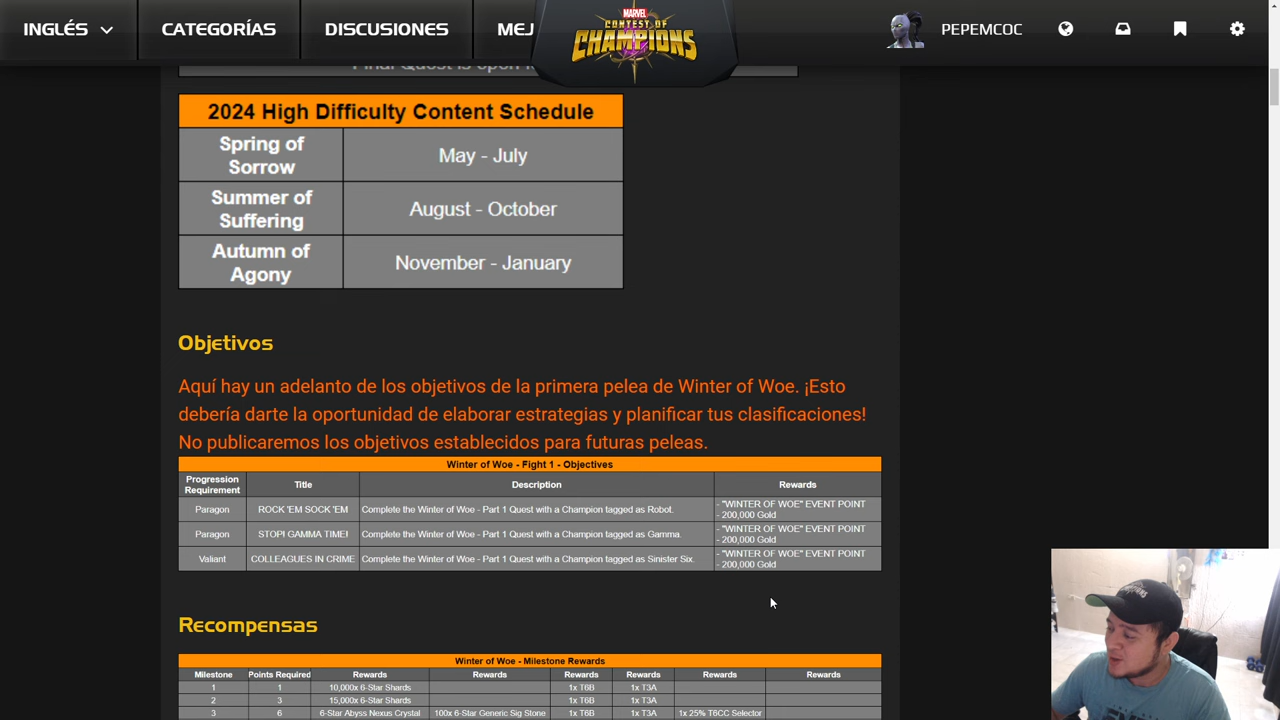 INGLÉS
CATEGORÍAS
DISCUSIONES
MEJ
MARVEL
CONTEST OF
CHAMPIONS
PEPEMCOC
Final Quest is open
2024 High Difficulty Content Schedule
Spring of
Sorrow
May - July
Summer of
Suffering
August - October
Autumn of
Agony
November - January
Objetivos
Aquí hay un adelanto de los objetivos de la primera pelea de Winter of Woe. ¡Esto
debería darte la oportunidad de elaborar estrategias y planificar tus clasificaciones!
No publicaremos los objetivos establecidos para futuras peleas.
Winter of Woe - Fight 1 - Objectives
Progression
Requirement
Title
Description
Rewards
Paragon
ROCK 'EM SOCK 'EM
Complete the Winter of Woe - Part 1 Quest with a Champion tagged as Robot.
- "WINTER OF WOE" EVENT POINT
- 200,000 Gold
Paragon
STOP! GAMMA TIME!
Complete the Winter of Woe - Part 1 Quest with a Champion tagged as Gamma.
- "WINTER OF WOE" EVENT POINT
- 200,000 Gold
Valiant
COLLEAGUES IN CRIME
Complete the Winter of Woe - Part 1 Quest with a Champion tagged as Sinister Six.
- "WINTER OF WOE" EVENT POINT
- 200,000 Gold
Recompensas
Winter of Woe - Milestone Rewards
Milestone Points Required Rewards Rewards Rewards Rewards Rewards Rewards
1 1 10,000x 6-Star Shards 1x T6B 1x T3A
2 3 15,000x 6-Star Shards 1x T6B 1x T3A
3 6 6-Star Abyss Nexus Crystal 100x 6-Star Generic Sig Stone 1x T6B 1x T3A 1x 25% T6CC Selector